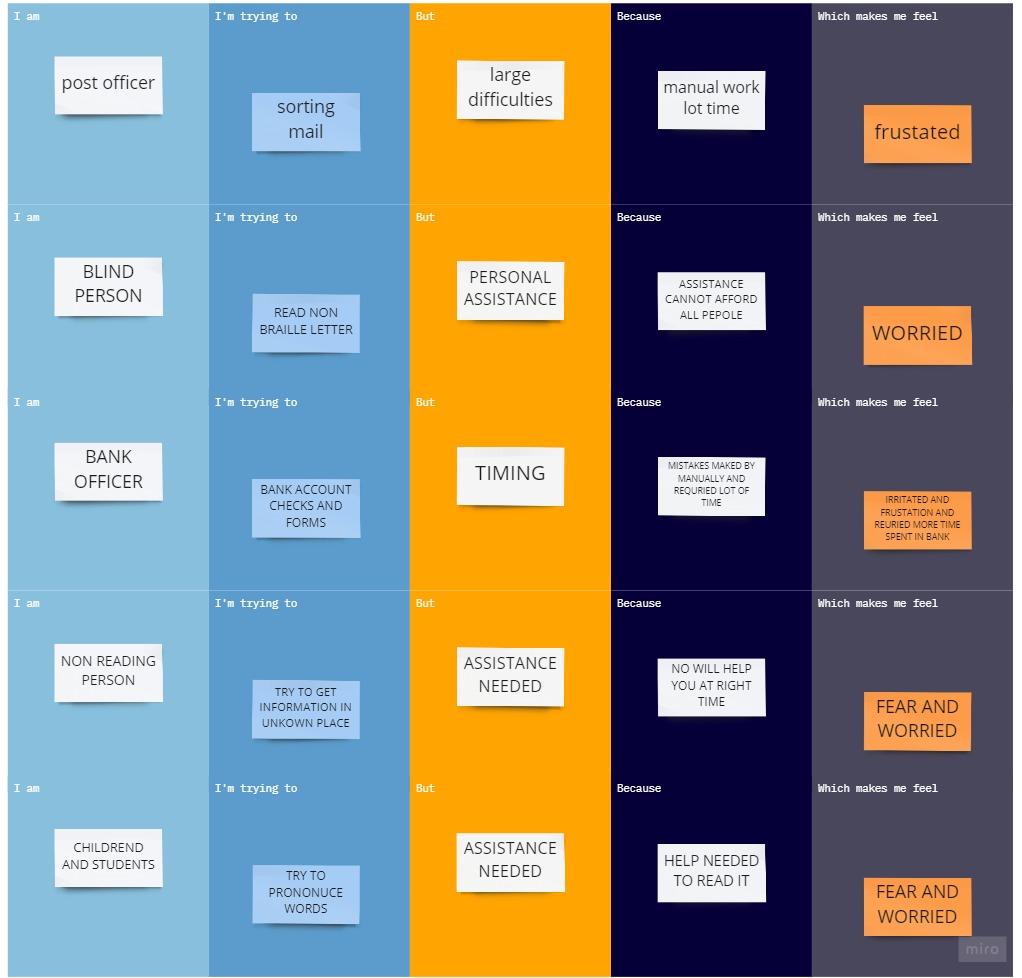 I am
I'm trying to
But
Because
Which makes me feel
post officer
sorting
mail
large
difficulties
manual work
lot time
frustated
I am
I'm trying to
But
Because
Which makes me feel
BLIND
PERSON
READ NON
BRAILLE LETTER
PERSONAL
ASSISTANCE
ASSISTANCE
CANNOT AFFORD
ALL PEPOLE
WORRIED
I am
I'm trying to
But
Because
Which makes me feel
BANK
OFFICER
BANK ACCOUNT
CHECKS AND
FORMS
TIMING
MISTAKES MAKED BY
MANUALLY AND
REQURIED LOT OF
TIME
IRRITATED AND
FRUSTATION AND
REURIED MORE TIME
SPENT IN BANK
I am
I'm trying to
But
Because
Which makes me feel
NON READING
PERSON
TRY TO GET
INFORMATION IN
UNKOWN PLACE
ASSISTANCE
NEEDED
NO WILL HELP
YOU AT RIGHT
TIME
FEAR AND
WORRIED
I am
I'm trying to
But
Because
Which makes me feel
CHILDREND
AND STUDENTS
TRY TO
PRONONUCE
WORDS
ASSISTANCE
NEEDED
HELP NEEDED
TO READ IT
FEAR AND
WORRIED
miro